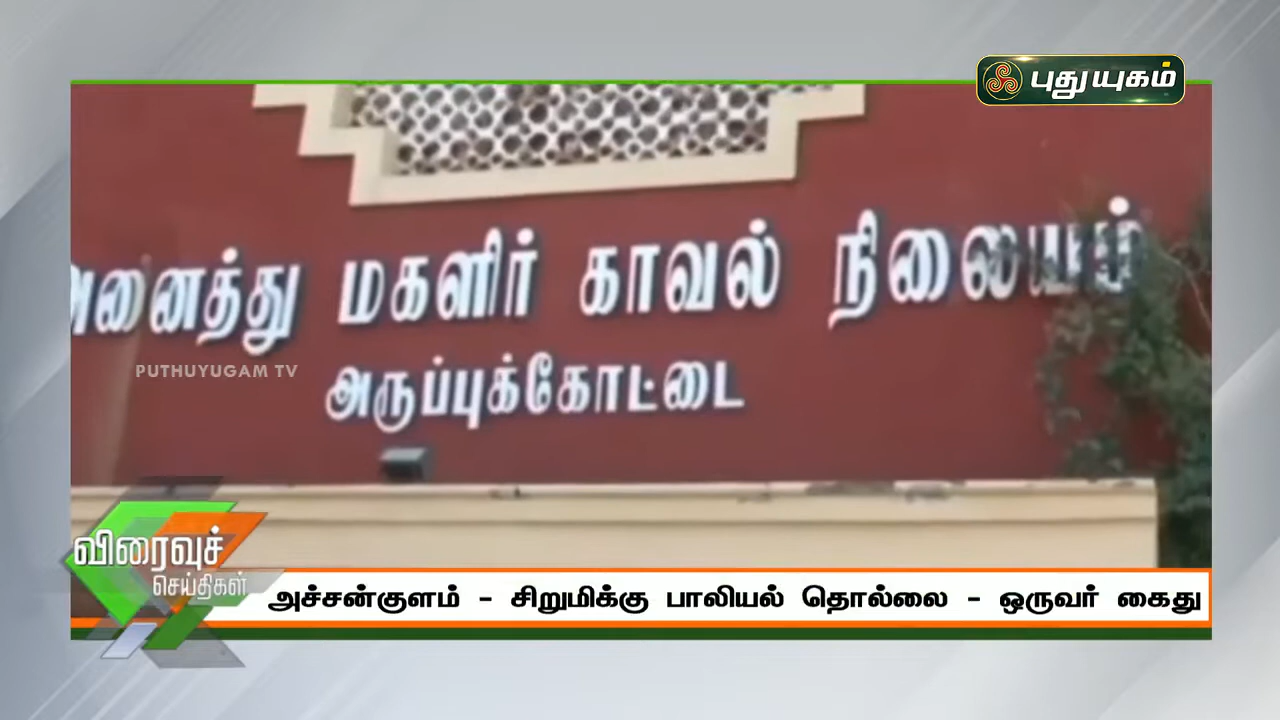 புதுயுகம்
அனைத்து மகளிர் காவல் நிலையம்
PUTHUYUGAM TV
அருப்புக்கோட்டை
விரைவுச்
செய்திகள்
அச்சன்குளம் - சிறுமிக்கு பாலியல் தொல்லை - ஒருவர் கைது